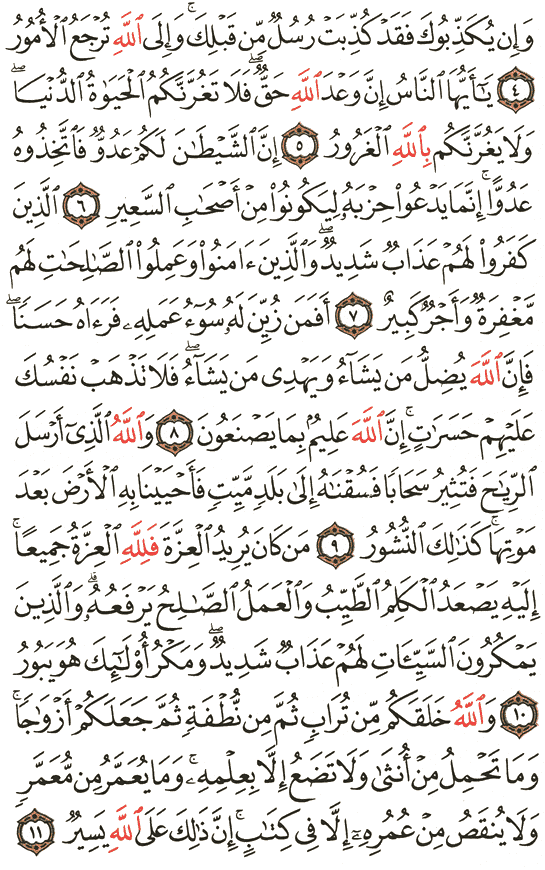 وَإِن يُكَذِّبُوكَ فَقَدْ كُذِّبَتْ رُسُلٌ مِّن قَبْلِكَ ۚ وَإِلَى ٱللَّهِ تُرْجَعُ ٱلْأُمُورُ
٤ يَٰٓأَيُّهَا ٱلنَّاسُ إِنَّ وَعْدَ ٱللَّهِ حَقٌّ ۖ فَلَا تَغُرَّنَّكُمُ ٱلْحَيَوٰةُ ٱلدُّنْيَا ۖ
وَلَا يَغُرَّنَّكُم بِٱللَّهِ ٱلْغَرُورُ ٥ إِنَّ ٱلشَّيْطَٰنَ لَكُمْ عَدُوٌّ فَٱتَّخِذُوهُ
عَدُوًّا ۚ إِنَّمَا يَدْعُوا۟ حِزْبَهُۥ لِيَكُونُوا۟ مِنْ أَصْحَٰبِ ٱلسَّعِيرِ ٦ ٱلَّذِينَ
كَفَرُوا۟ لَهُمْ عَذَابٌ شَدِيدٌ ۖ وَٱلَّذِينَ ءَامَنُوا۟ وَعَمِلُوا۟ ٱلصَّٰلِحَٰتِ لَهُم
مَّغْفِرَةٌ وَأَجْرٌ كَبِيرٌ ٧ أَفَمَن زُيِّنَ لَهُۥ سُوٓءُ عَمَلِهِۦ فَرَءَاهُ حَسَنًا ۖ
فَإِنَّ ٱللَّهَ يُضِلُّ مَن يَشَآءُ وَيَهْدِى مَن يَشَآءُ ۖ فَلَا تَذْهَبْ نَفْسُكَ
عَلَيْهِمْ حَسَرَٰتٍ ۚ إِنَّ ٱللَّهَ عَلِيمٌۢ بِمَا يَصْنَعُونَ ٨ وَٱللَّهُ ٱلَّذِىٓ أَرْسَلَ
ٱلرِّيَٰحَ فَتُثِيرُ سَحَابًا فَسُقْنَٰهُ إِلَىٰ بَلَدٍ مَّيِّتٍ فَأَحْيَيْنَا بِهِ ٱلْأَرْضَ بَعْدَ
مَوْتِهَا ۚ كَذَٰلِكَ ٱلنُّشُورُ ٩ مَن كَانَ يُرِيدُ ٱلْعِزَّةَ فَلِلَّهِ ٱلْعِزَّةُ جَمِيعًا ۚ
إِلَيْهِ يَصْعَدُ ٱلْكَلِمُ ٱلطَّيِّبُ وَٱلْعَمَلُ ٱلصَّٰلِحُ يَرْفَعُهُۥ ۚ وَٱلَّذِينَ
يَمْكُرُونَ ٱلسَّيِّـَٔاتِ لَهُمْ عَذَابٌ شَدِيدٌ ۖ وَمَكْرُ أُو۟لَٰٓئِكَ هُوَ يَبُورُ
١٠ وَٱللَّهُ خَلَقَكُم مِّن تُرَابٍ ثُمَّ مِن نُّطْفَةٍ ثُمَّ جَعَلَكُمْ أَزْوَٰجًا ۚ
وَمَا تَحْمِلُ مِنْ أُنثَىٰ وَلَا تَضَعُ إِلَّا بِعِلْمِهِۦ ۚ وَمَا يُعَمَّرُ مِن مُّعَمَّرٍ
وَلَا يُنقَصُ مِنْ عُمُرِهِۦٓ إِلَّا فِى كِتَٰبٍ ۚ إِنَّ ذَٰلِكَ عَلَى ٱللَّهِ يَسِيرٌ ١١